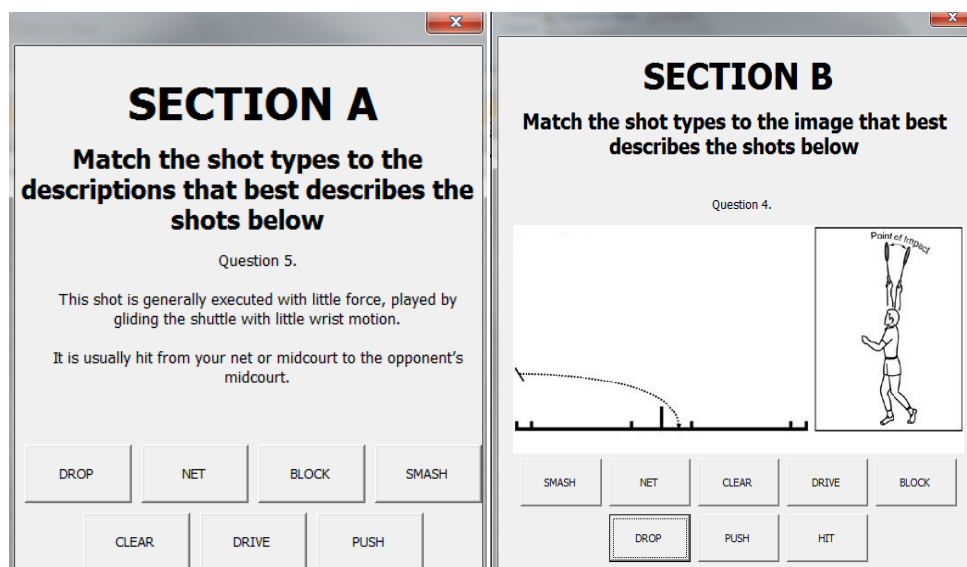 SECTION A
Match the shot types to the
descriptions that best describes the
shots below
Question 5.
This shot is generally executed with little force, played by
gliding the shuttle with little wrist motion.
It is usually hit from your net or midcourt to the opponent's
midcourt.
DROP
NET
BLOCK
SMASH
CLEAR
DRIVE
PUSH
SECTION B
Match the shot types to the image that best
describes the shots below
Question 4.
Point of Impact
SMASH
NET
CLEAR
DRIVE
BLOCK
DROP
PUSH
HIT